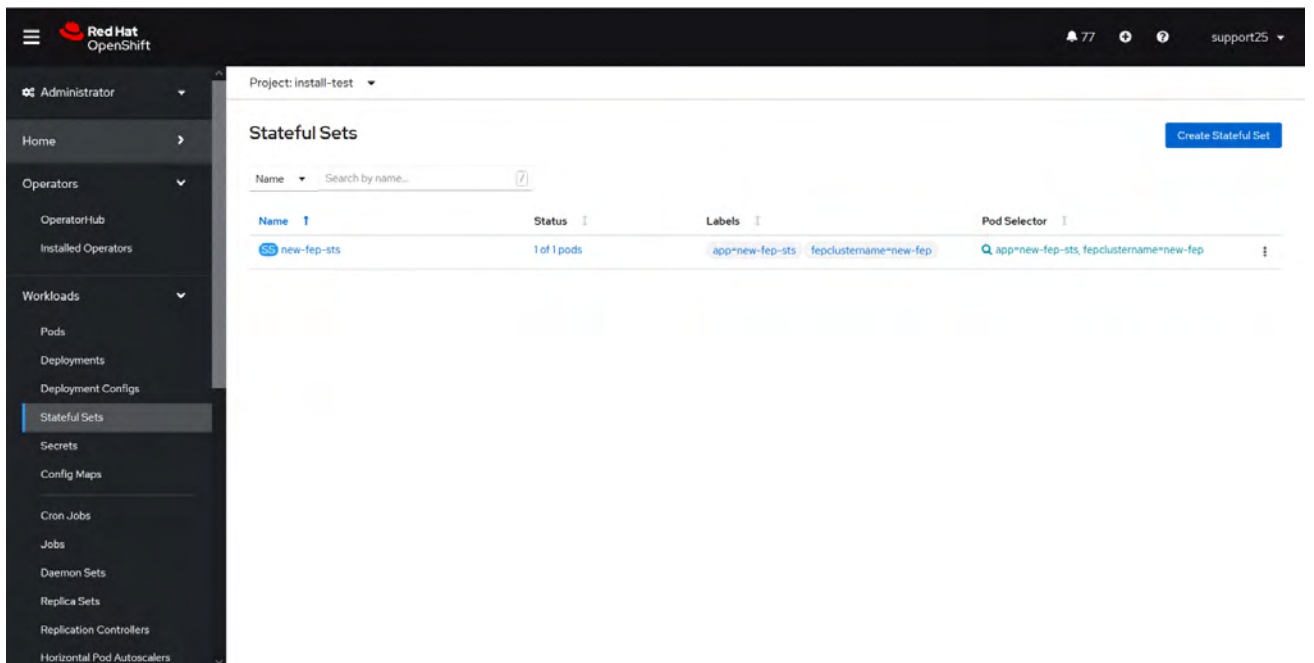 Red Hat
OpenShift
77
support25
Administrator
Home
Operators
OperatorHub
Installed Operators
Workloads
Pods
Deployments
Deployment Configs
Stateful Sets
Secrets
Config Maps
Cron Jobs
Jobs
Daemon Sets
Replica Sets
Replication Controllers
Horizontal Pod Autoscalers
Project: install-test
Stateful Sets
Create Stateful Set
Name Search by name... /
Name Status Labels Pod Selector
SS new-fep-sts 1 of 1 pods app=new-fep-sts fepclustername=new-fep app=new-fep-sts, fepclustername=new-fep